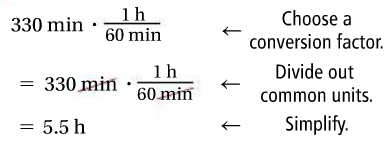 330 min · 1 h / 60 min ← Choose a conversion factor.
= 330 min · 1 h / 60 min ← Divide out common units.
= 5.5 h ← Simplify.